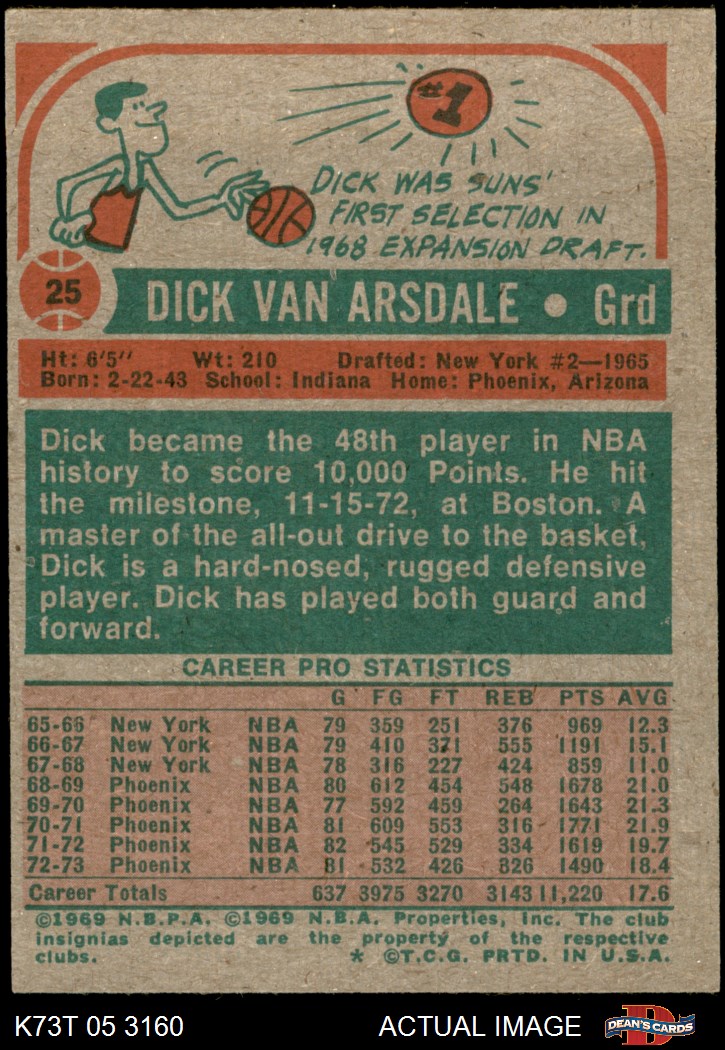 #1
DICK WAS SUNS'
FIRST SELECTION IN
1968 EXPANSION DRAFT.
25 DICK VAN ARSDALE • Grd
Ht: 6'5" Wt: 210 Drafted: New York #2—1965
Born: 2-22-43 School: Indiana Home: Phoenix, Arizona
Dick became the 48th player in NBA
history to score 10,000 Points. He hit
the milestone, 11-15-72, at Boston. A
master of the all-out drive to the basket,
Dick is a hard-nosed, rugged defensive
player. Dick has played both guard and
forward.
CAREER PRO STATISTICS
G FG FT REB PTS AVG
65-66 New York NBA 79 359 251 376 969 12.3
66-67 New York NBA 79 410 371 555 1191 15.1
67-68 New York NBA 78 316 227 424 859 11.0
68-69 Phoenix NBA 80 612 454 548 1678 21.0
69-70 Phoenix NBA 77 592 459 264 1643 21.3
70-71 Phoenix NBA 81 609 553 316 1771 21.9
71-72 Phoenix NBA 82 545 529 334 1619 19.7
72-73 Phoenix NBA 81 532 426 826 1490 18.4
Career Totals 637 3975 3270 3143 11,220 17.6
©1969 N.B.P.A. ©1969 N.B.A. Properties, Inc. The club
insignias depicted are the property of the respective
clubs. * ©T.C.G. PRTD. IN U.S.A.
K73T 05 3160 ACTUAL IMAGE D DEAN'S CARDS